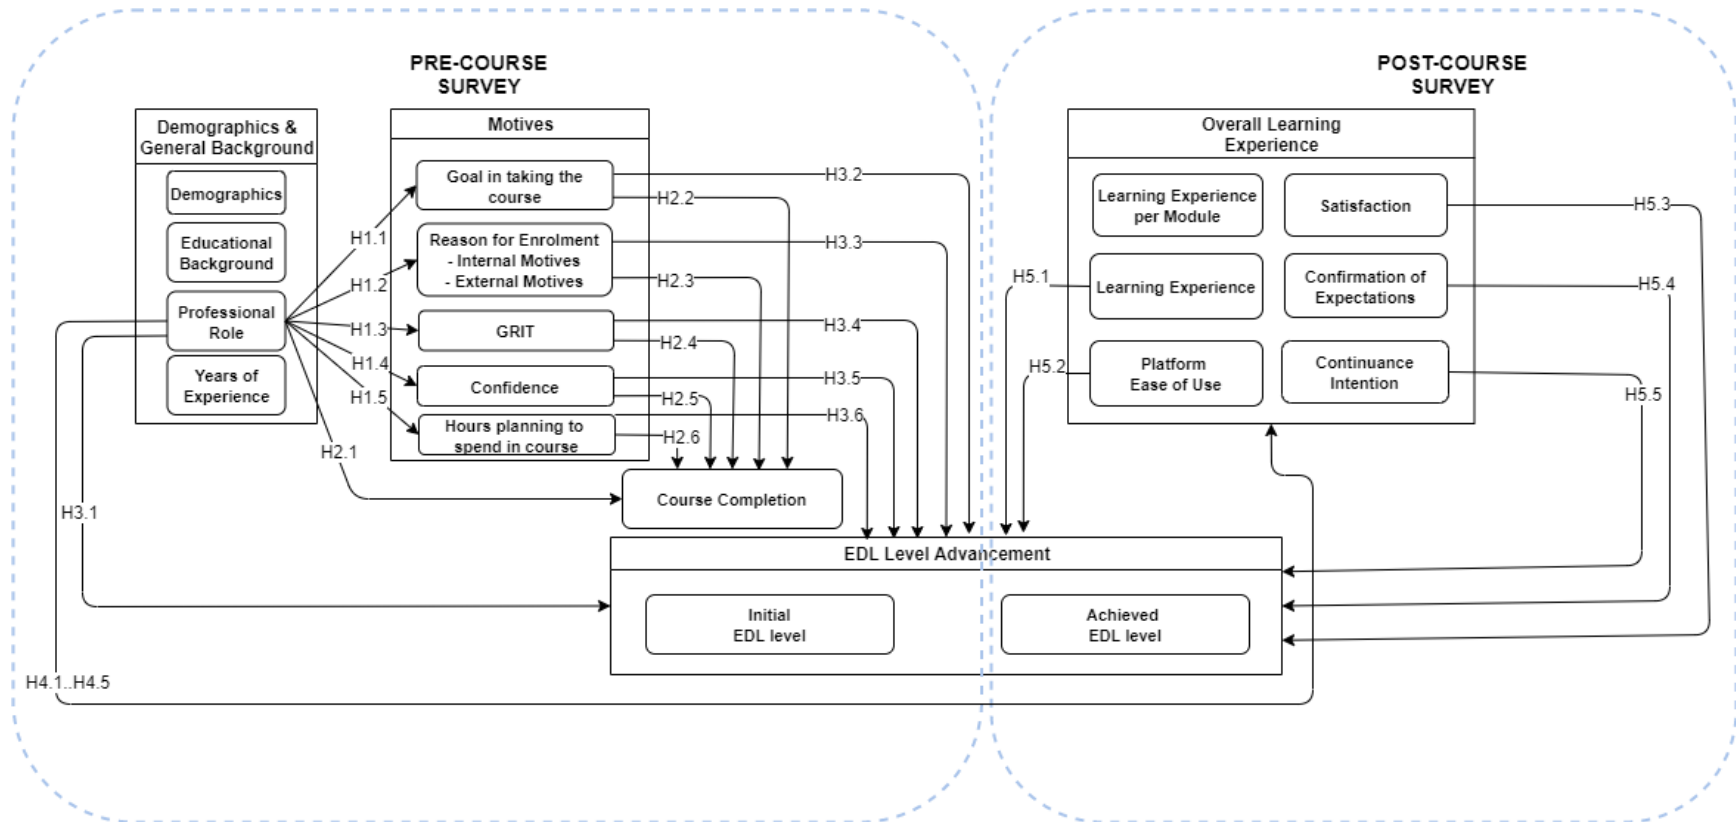 PRE-COURSE
SURVEY
POST-COURSE
SURVEY
Demographics &
General Background
Demographics
Educational
Background
Professional
Role
Years of
Experience
Motives
Goal in taking the
course
Reason for Enrolment
- Internal Motives
- External Motives
GRIT
Confidence
Hours planning to
spend in course
H1.1
H1.2
H1.3
H1.4
H1.5
H2.1
H3.2
H2.2
H3.3
H2.3
H3.4
H2.4
H3.5
H2.5
H3.6
H2.6
Course Completion
H3.1
H4.1..H4.5
EDL Level Advancement
Initial
EDL level
Achieved
EDL level
Overall Learning
Experience
Learning Experience
per Module
Satisfaction
Learning Experience
Confirmation of
Expectations
Platform
Ease of Use
Continuance
Intention
H5.1
H5.2
H5.3
H5.4
H5.5